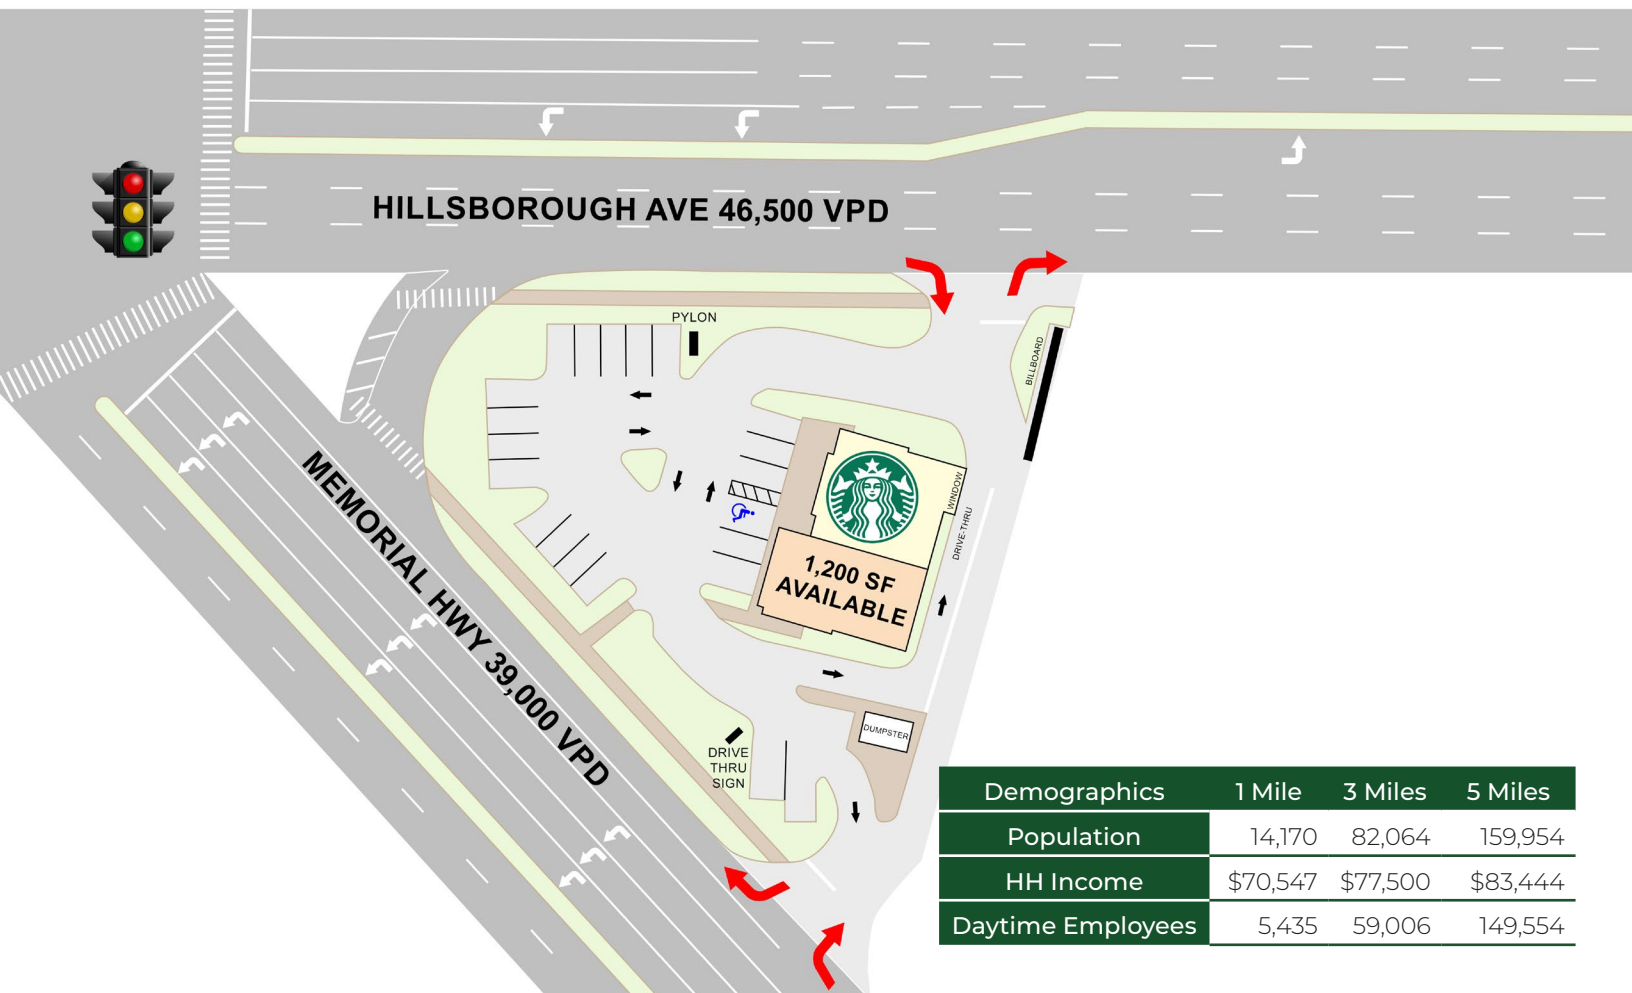 HILLSBOROUGH AVE 46,500 VPD
PYLON
BILLBOARD
MEMORIAL HWY 39,000 VPD
WINDOW
DRIVE-THRU
1,200 SF
AVAILABLE
DUMPSTER
DRIVE
THRU
SIGN
Demographics 1 Mile 3 Miles 5 Miles
Population 14,170 82,064 159,954
HH Income $70,547 $77,500 $83,444
Daytime Employees 5,435 59,006 149,554